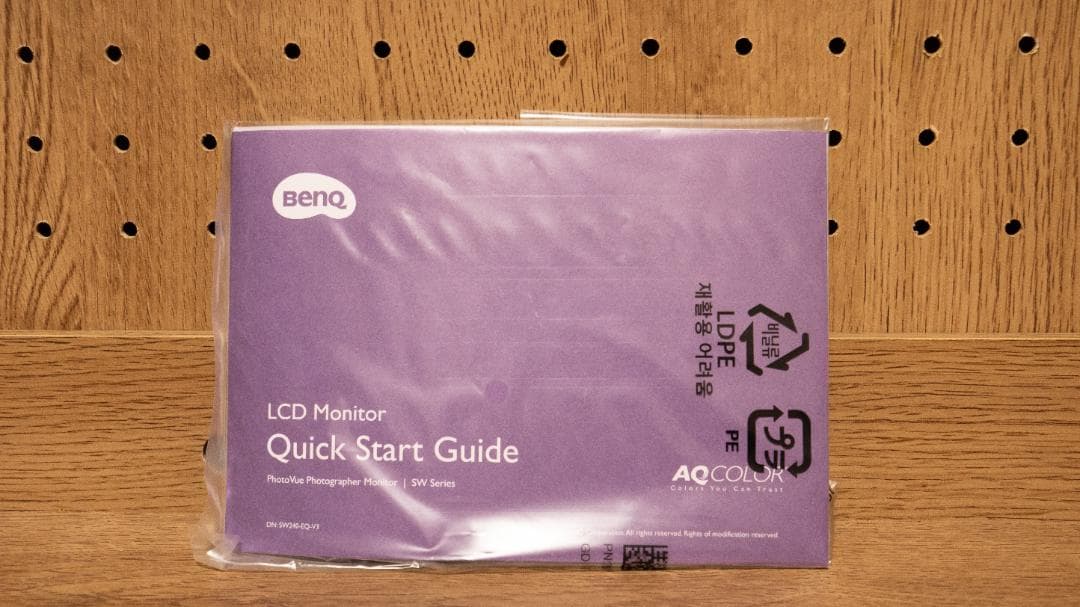 BenQ
재활용 어려움
LDPE
비닐류
プラ
PE
LCD Monitor
Quick Start Guide
PhotoVue Photographer Monitor | SW Series
AQCOLOR
Colors You Can Trust
DN: SW240-EQ-V3
All rights reserved. Rights of modification reserved.
PN
GD